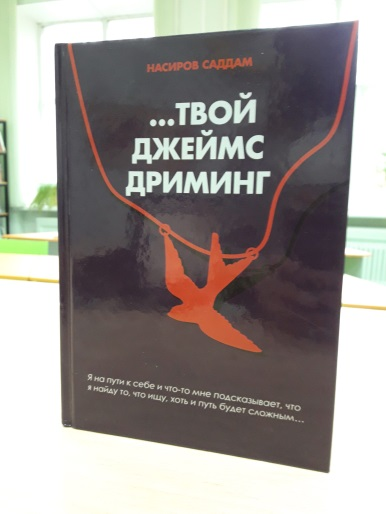 НАСИРОВ САДДАМ
...ТВОЙ
ДЖЕЙМС
ДРИМИНГ
Я на пути к себе и что-то мне подсказывает, что
я найду то, что ищу, хоть и путь будет сложным...